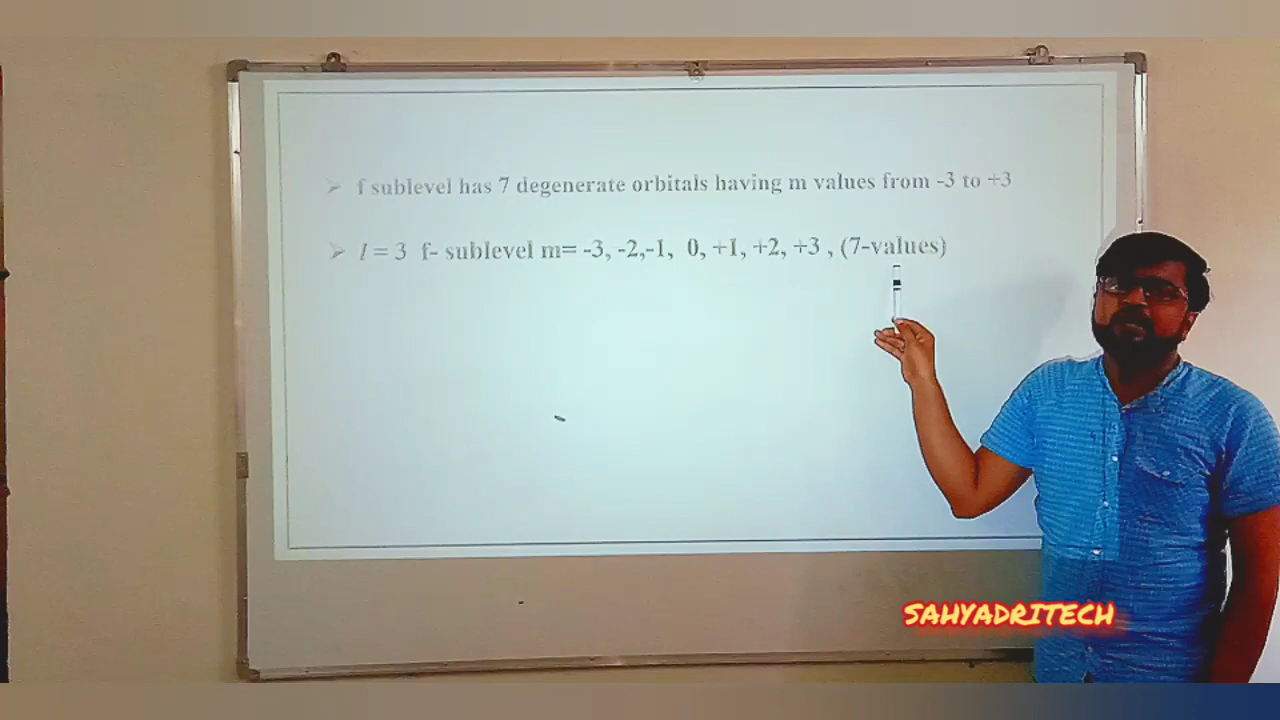 ➢ f sublevel has 7 degenerate orbitals having m values from -3 to +3
➢ l = 3 f- sublevel m= -3, -2,-1, 0, +1, +2, +3 , (7-values)
SAHYADRITECH